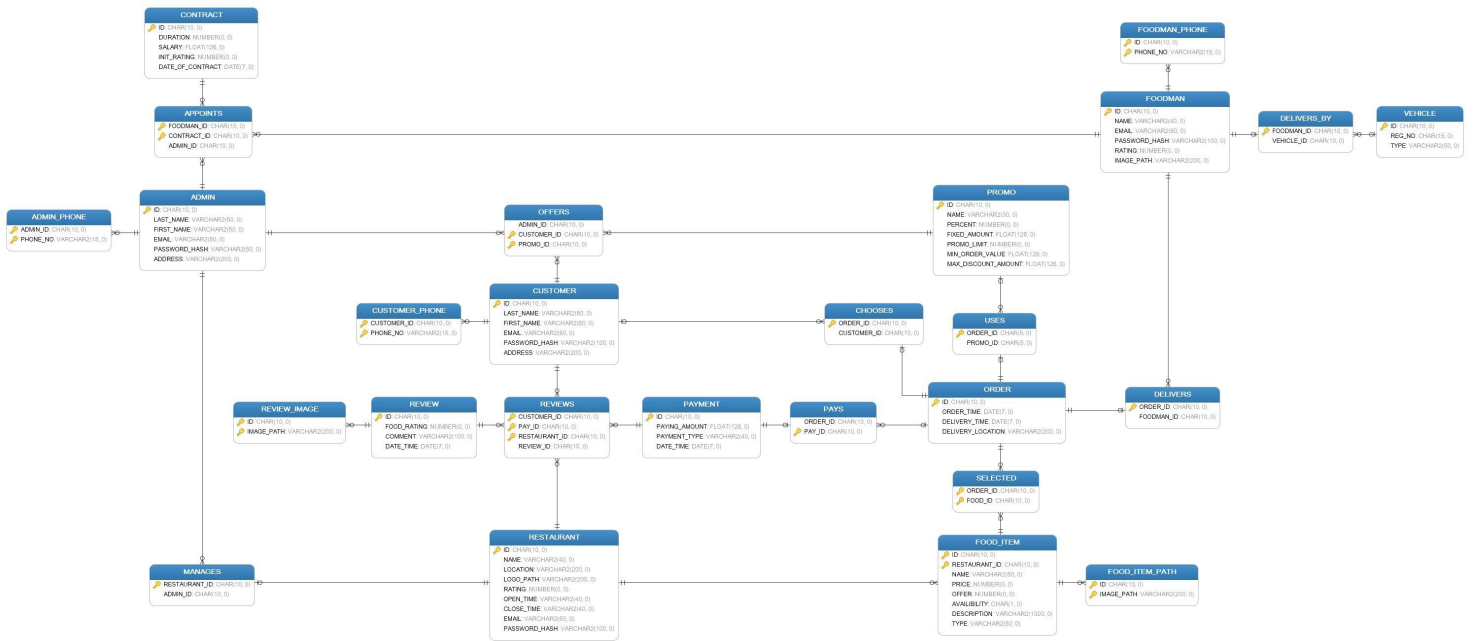 CONTRACT
ID: CHAR(10, 0)
DURATION: NUMBER(0, 0)
SALARY: FLOAT(126, 0)
INIT_RATING: NUMBER(0, 0)
DATE_OF_CONTRACT: DATE(7, 0)
FOODMAN_PHONE
ID: CHAR(10, 0)
PHONE_NO: VARCHAR2(15, 0)
APPOINTS
FOODMAN_ID: CHAR(10, 0)
CONTRACT_ID: CHAR(10, 0)
ADMIN_ID: CHAR(10, 0)
FOODMAN
ID: CHAR(10, 0)
NAME: VARCHAR2(40, 0)
EMAIL: VARCHAR2(50, 0)
PASSWORD_HASH: VARCHAR2(100, 0)
RATING: NUMBER(0, 0)
IMAGE_PATH: VARCHAR2(200, 0)
DELIVERS_BY
FOODMAN_ID: CHAR(10, 0)
VEHICLE_ID: CHAR(10, 0)
VEHICLE
ID: CHAR(10, 0)
REG_NO: CHAR(15, 0)
TYPE: VARCHAR2(50, 0)
ADMIN_PHONE
ADMIN_ID: CHAR(10, 0)
PHONE_NO: VARCHAR2(15, 0)
ADMIN
ID: CHAR(10, 0)
LAST_NAME: VARCHAR2(50, 0)
FIRST_NAME: VARCHAR2(50, 0)
EMAIL: VARCHAR2(50, 0)
PASSWORD_HASH: VARCHAR2(50, 0)
ADDRESS: VARCHAR2(200, 0)
OFFERS
ADMIN_ID: CHAR(10, 0)
CUSTOMER_ID: CHAR(10, 0)
PROMO_ID: CHAR(10, 0)
PROMO
ID: CHAR(10, 0)
NAME: VARCHAR2(30, 0)
PERCENT: NUMBER(0, 0)
FIXED_AMOUNT: FLOAT(126, 0)
PROMO_LIMIT: NUMBER(0, 0)
MIN_ORDER_VALUE: FLOAT(126, 0)
MAX_DISCOUNT_AMOUNT: FLOAT(126, 0)
CUSTOMER_PHONE
CUSTOMER_ID: CHAR(10, 0)
PHONE_NO: VARCHAR2(15, 0)
CUSTOMER
ID: CHAR(10, 0)
LAST_NAME: VARCHAR2(50, 0)
FIRST_NAME: VARCHAR2(50, 0)
EMAIL: VARCHAR2(50, 0)
PASSWORD_HASH: VARCHAR2(100, 0)
ADDRESS: VARCHAR2(200, 0)
CHOOSES
ORDER_ID: CHAR(10, 0)
CUSTOMER_ID: CHAR(10, 0)
USES
ORDER_ID: CHAR(5, 0)
PROMO_ID: CHAR(5, 0)
REVIEW_IMAGE
ID: CHAR(10, 0)
IMAGE_PATH: VARCHAR2(200, 0)
REVIEW
ID: CHAR(10, 0)
FOOD_RATING: NUMBER(0, 0)
COMMENT: VARCHAR2(100, 0)
DATE_TIME: DATE(7, 0)
REVIEWS
CUSTOMER_ID: CHAR(10, 0)
PAY_ID: CHAR(10, 0)
RESTAURANT_ID: CHAR(10, 0)
REVIEW_ID: CHAR(10, 0)
PAYMENT
ID: CHAR(10, 0)
PAYING_AMOUNT: FLOAT(126, 0)
PAYMENT_TYPE: VARCHAR2(40, 0)
DATE_TIME: DATE(7, 0)
PAYS
ORDER_ID: CHAR(10, 0)
PAY_ID: CHAR(10, 0)
ORDER
ID: CHAR(10, 0)
ORDER_TIME: DATE(7, 0)
DELIVERY_TIME: DATE(7, 0)
DELIVERY_LOCATION: VARCHAR2(200, 0)
DELIVERS
ORDER_ID: CHAR(10, 0)
FOODMAN_ID: CHAR(10, 0)
SELECTED
ORDER_ID: CHAR(10, 0)
FOOD_ID: CHAR(10, 0)
MANAGES
RESTAURANT_ID: CHAR(10, 0)
ADMIN_ID: CHAR(10, 0)
RESTAURANT
ID: CHAR(10, 0)
NAME: VARCHAR2(40, 0)
LOCATION: VARCHAR2(200, 0)
LOGO_PATH: VARCHAR2(200, 0)
RATING: NUMBER(0, 0)
OPEN_TIME: VARCHAR2(40, 0)
CLOSE_TIME: VARCHAR2(40, 0)
EMAIL: VARCHAR2(50, 0)
PASSWORD_HASH: VARCHAR2(100, 0)
FOOD_ITEM
ID: CHAR(10, 0)
RESTAURANT_ID: CHAR(10, 0)
NAME: VARCHAR2(50, 0)
PRICE: NUMBER(0, 0)
OFFER: NUMBER(0, 0)
AVAILIBILITY: CHAR(1, 0)
DESCRIPTION: VARCHAR2(1000, 0)
TYPE: VARCHAR2(50, 0)
FOOD_ITEM_PATH
ID: CHAR(10, 0)
IMAGE_PATH: VARCHAR2(200, 0)